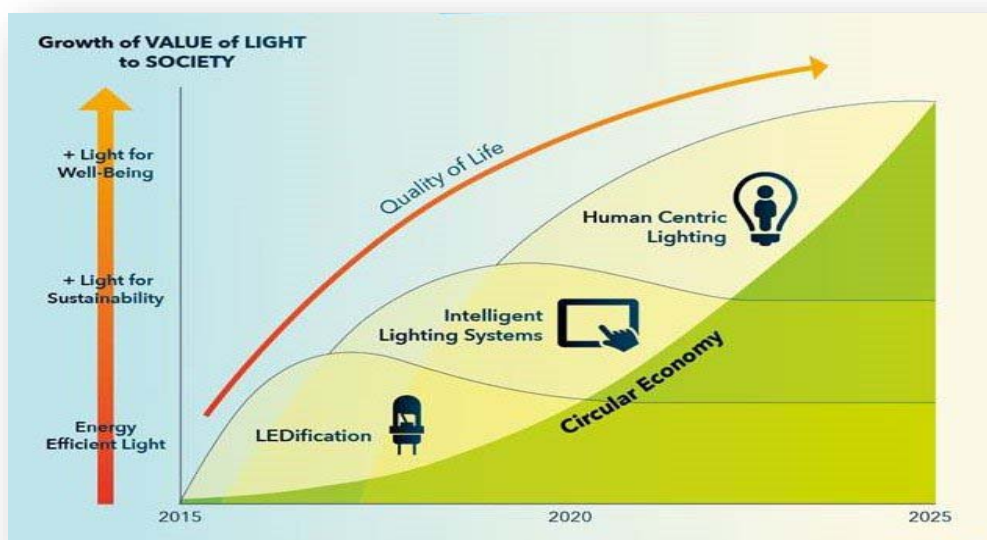 Growth of VALUE of LIGHT
to SOCIETY
+ Light for
Well-Being
+ Light for
Sustainability
Energy
Efficient Light
Quality of Life
Human Centric
Lighting
Intelligent
Lighting Systems
LEDification
Circular Economy
2015
2020
2025